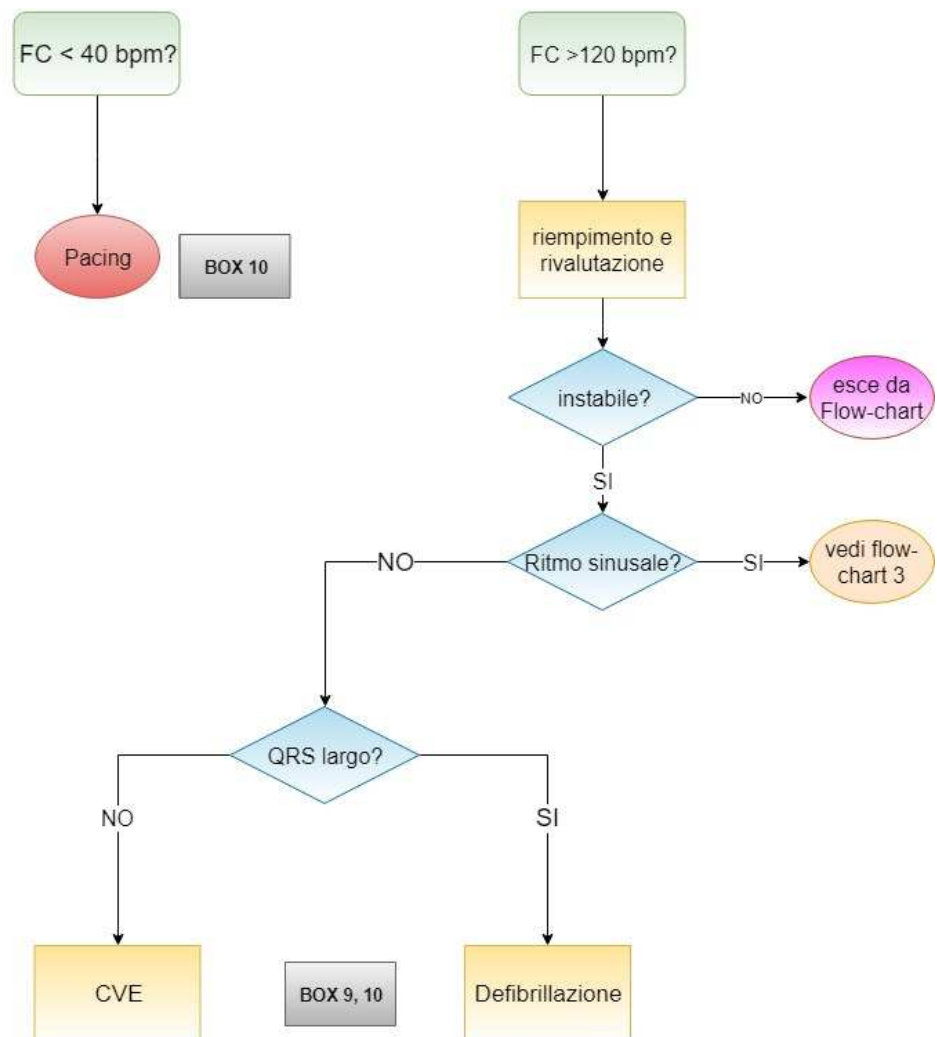 FC < 40 bpm?
FC >120 bpm?
Pacing
BOX 10
riempimento e
rivalutazione
instabile?
NO
esce da
Flow-chart
SI
NO
Ritmo sinusale?
SI
vedi flow-
chart 3
QRS largo?
NO
SI
CVE
BOX 9, 10
Defibrillazione